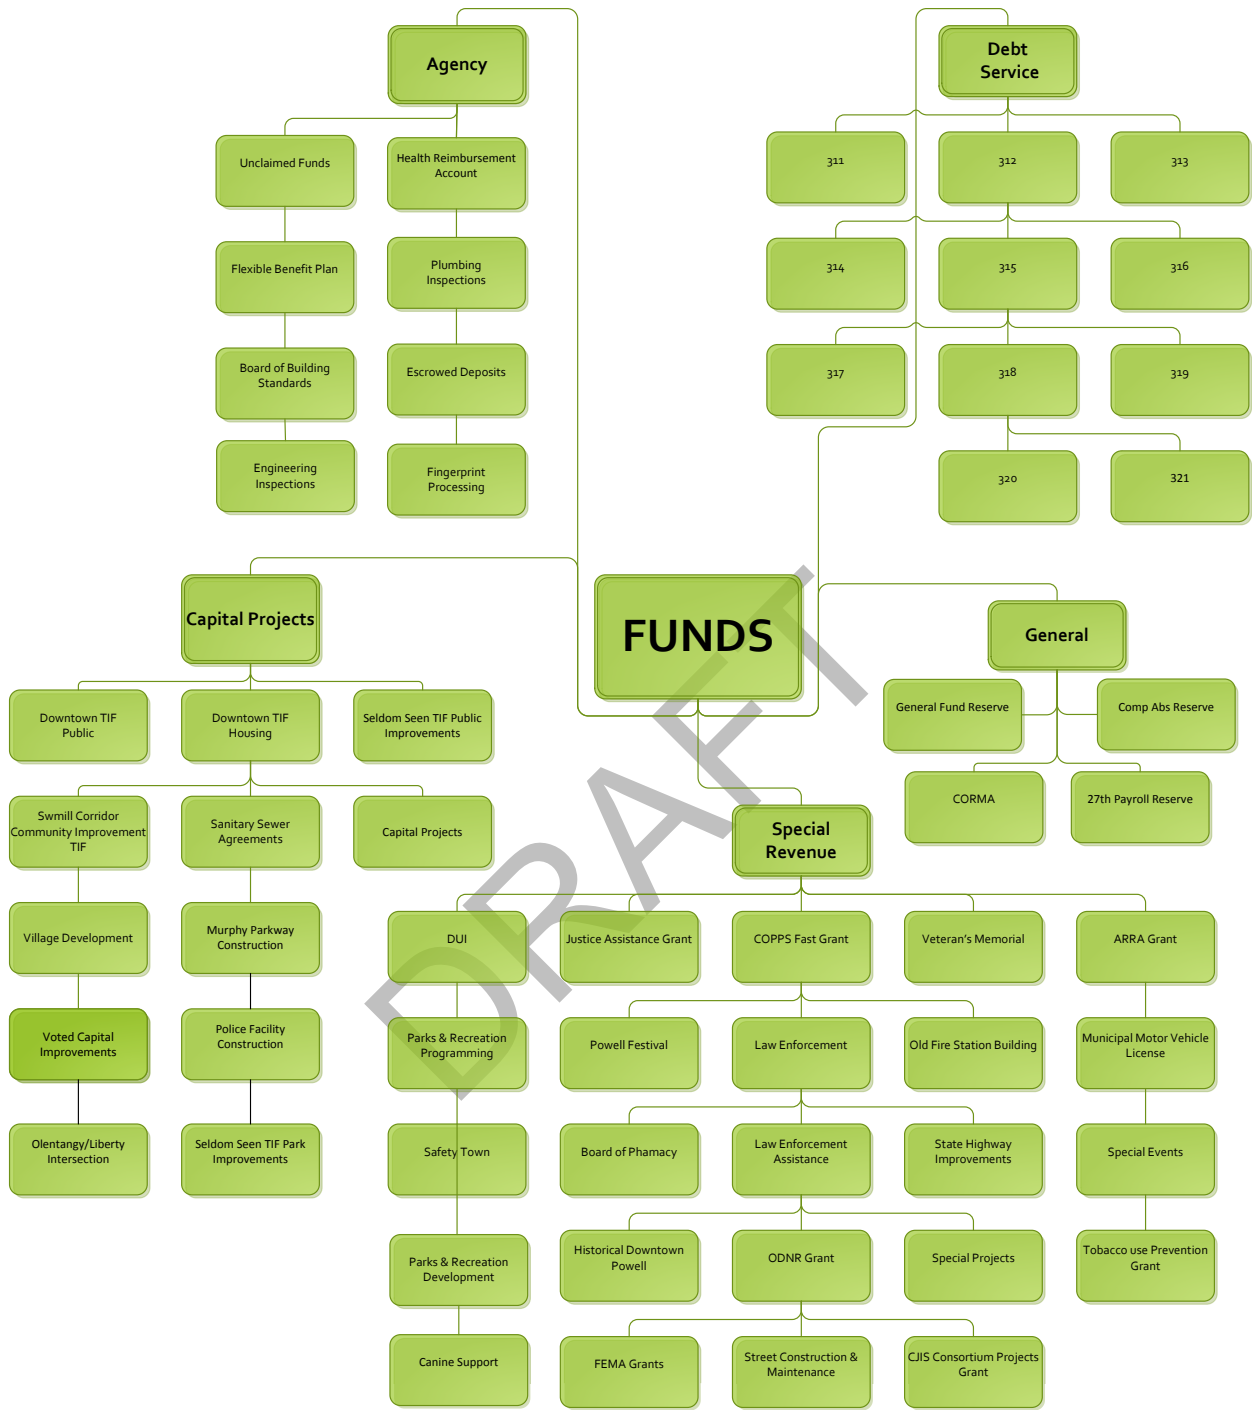 Agency
Unclaimed Funds
Health Reimbursement
Account
Flexible Benefit Plan
Plumbing
Inspections
Board of Building
Standards
Escrowed Deposits
Engineering
Inspections
Fingerprint
Processing
Debt
Service
311
312
313
314
315
316
317
318
319
320
321
FUNDS
Capital Projects
Downtown TIF
Public
Downtown TIF
Housing
Seldom Seen TIF Public
Improvements
Swmill Corridor
Community Improvement
TIF
Sanitary Sewer
Agreements
Capital Projects
Village Development
Murphy Parkway
Construction
Voted Capital
Improvements
Police Facility
Construction
Olentangy/Liberty
Intersection
Seldom Seen TIF Park
Improvements
General
General Fund Reserve
Comp Abs Reserve
CORMA
27th Payroll Reserve
Special
Revenue
DUI
Justice Assistance Grant
COPPS Fast Grant
Veteran's Memorial
ARRA Grant
Parks & Recreation
Programming
Powell Festival
Law Enforcement
Old Fire Station Building
Municipal Motor Vehicle
License
Safety Town
Board of Phamacy
Law Enforcement
Assistance
State Highway
Improvements
Special Events
Parks & Recreation
Development
Historical Downtown
Powell
ODNR Grant
Special Projects
Tobacco use Prevention
Grant
Canine Support
FEMA Grants
Street Construction &
Maintenance
CJIS Consortium Projects
Grant
DRAFT